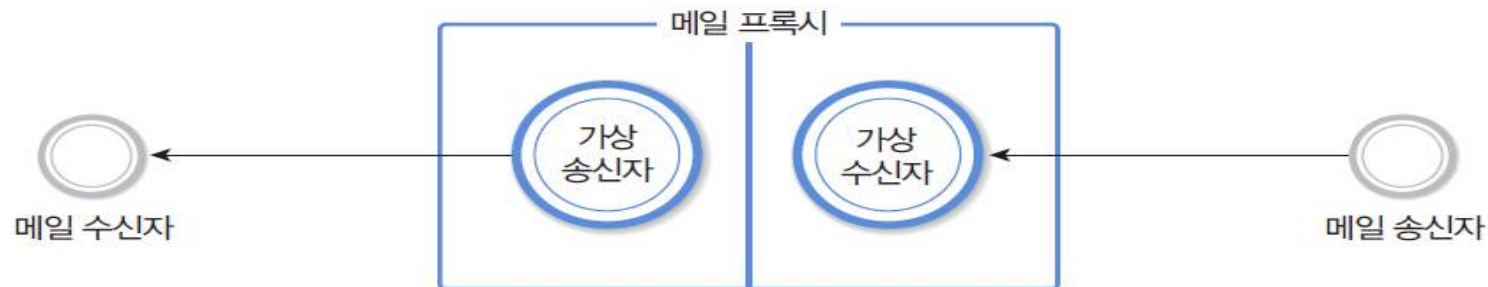 메일 프록시
가상
송신자
가상
수신자
메일 수신자
메일 송신자